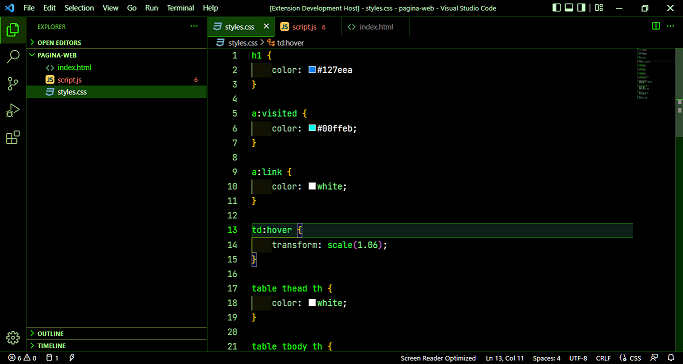 File Edit Selection View Go Run Terminal Help
[Extension Development Host] - styles.css - pagina-web - Visual Studio Code
EXPLORER
OPEN EDITORS
PAGINA-WEB
index.html
JS script.js 6
styles.css
OUTLINE
TIMELINE
styles.css JS script.js 6 index.html
styles.css > td:hover
1 h1 {
2 color: #127eea
3 }
4
5 a:visited {
6 color: #00ffeb;
7 }
8
9 a:link {
10 color: white;
11 }
12
13 td:hover {
14 transform: scale(1.06);
15 }
16
17 table thead th {
18 color: white;
19 }
20
21 table tbody th {
6 0 1 Screen Reader Optimized Ln 13, Col 11 Spaces: 4 UTF-8 CRLF {} CSS